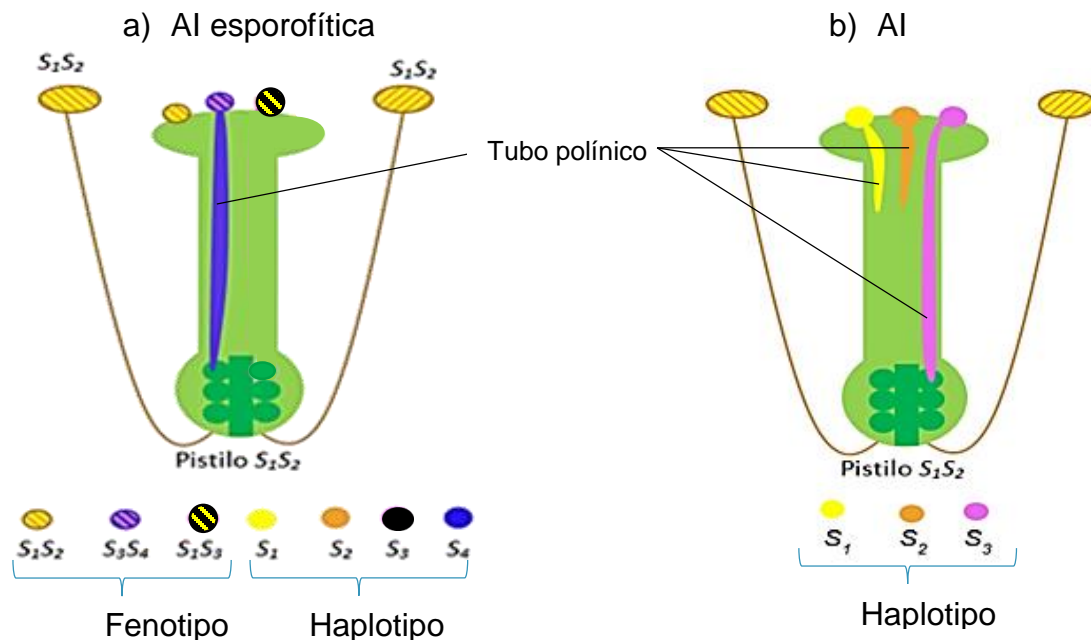 a) AI esporofítica
S₁S₂
S₁S₂
Pistilo S₁S₂
S₁S₂ S₃S₄ S₁S₃ S₁ S₂ S₃ S₄
Fenotipo Haplotipo
Tubo polínico
b) AI
Pistilo S₁S₂
S₁ S₂ S₃
Haplotipo